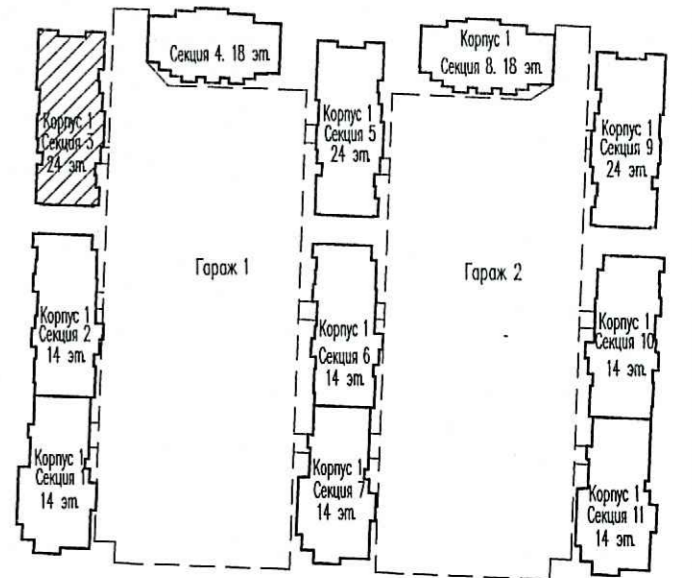 Секция 4. 18 эт.
Корпус 1
Секция 8. 18 эт.
Корпус 1
Секция 3
24 эт.
Корпус 1
Секция 5
24 эт.
Корпус 1
Секция 9
24 эт.
Гараж 1
Гараж 2
Корпус 1
Секция 2
14 эт.
Корпус 1
Секция 6
14 эт.
Корпус 1
Секция 10
14 эт.
Корпус 1
Секция 1
14 эт.
Корпус 1
Секция 7
14 эт.
Корпус 1
Секция 11
14 эт.